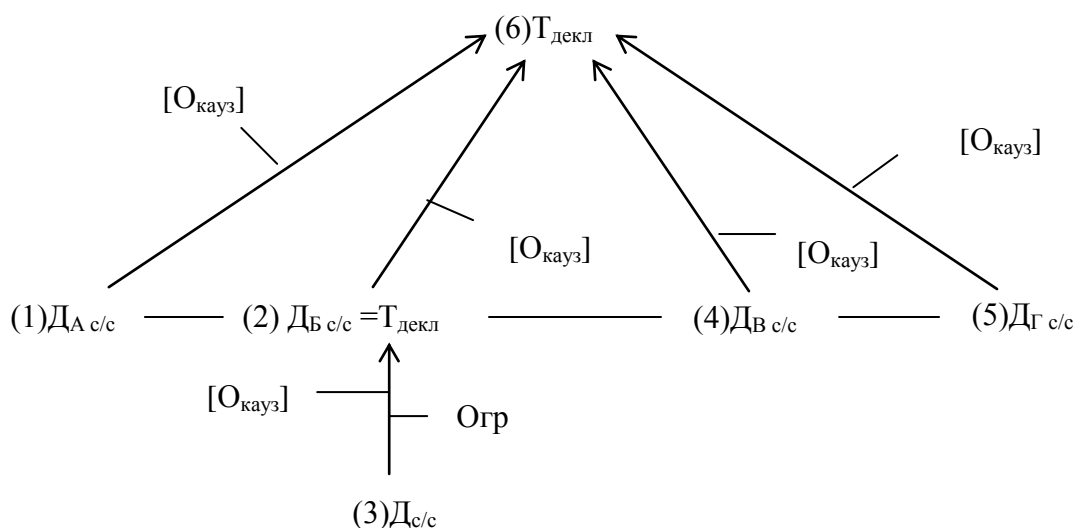 (6)Тдекл
[Окауз]
[Окауз]
[Окауз]
[Окауз]
(1)ДА с/с
(2) ДБ с/с =Тдекл
(4)ДВ с/с
(5)ДГ с/с
[Окауз]
Огр
(3)Дс/с